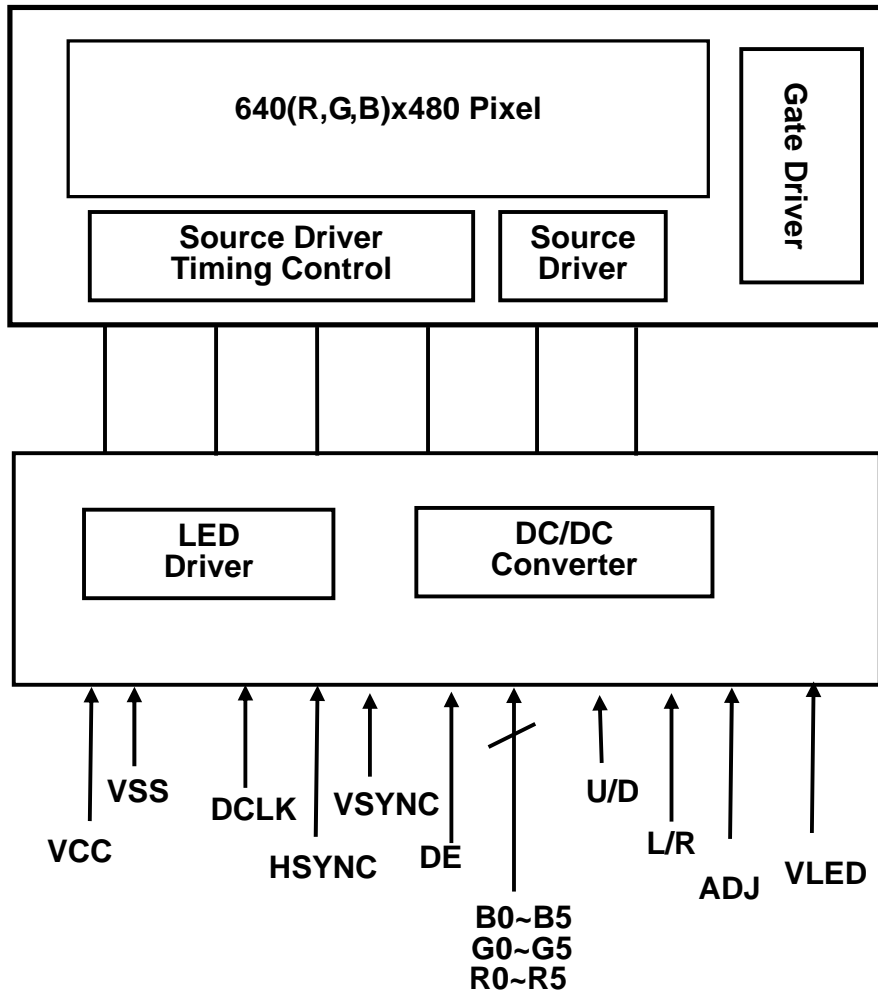 640(R,G,B)x480 Pixel
Gate Driver
Source Driver
Timing Control
Source
Driver
LED
Driver
DC/DC
Converter
VSS
DCLK
VSYNC
U/D
VCC
HSYNC
DE
L/R
ADJ
VLED
B0~B5
G0~G5
R0~R5